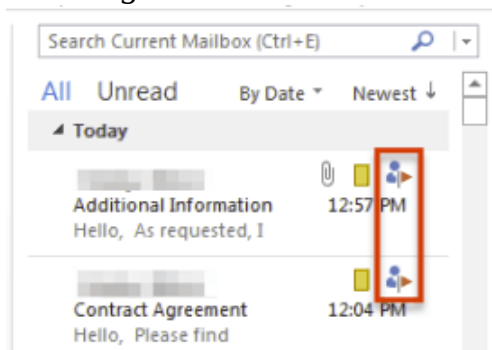 Search Current Mailbox (Ctrl+E)
All Unread By Date Newest
Today
Additional Information 12:57 PM
Hello, As requested, I
Contract Agreement 12:04 PM
Hello, Please find